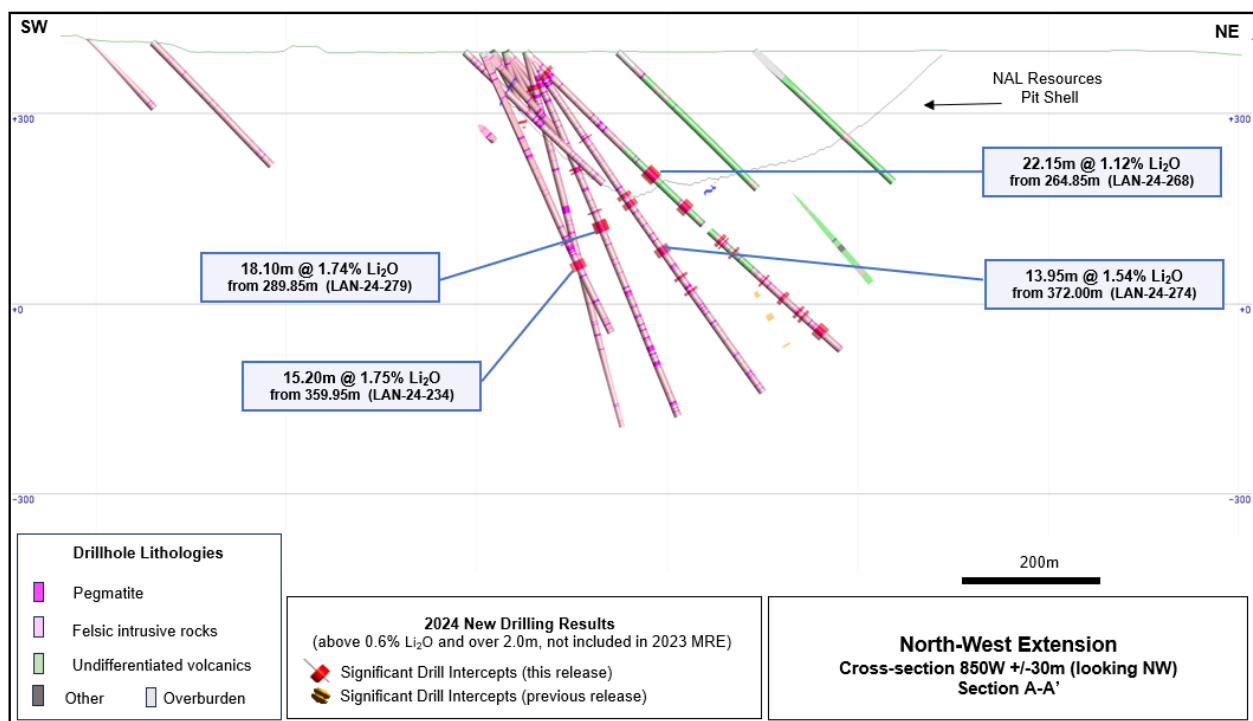 SW
NE
NAL Resources
Pit Shell
+300
+300
22.15m @ 1.12% Li₂O
from 264.85m (LAN-24-268)
18.10m @ 1.74% Li₂O
from 289.85m (LAN-24-279)
13.95m @ 1.54% Li₂O
from 372.00m (LAN-24-274)
+0
+0
15.20m @ 1.75% Li₂O
from 359.95m (LAN-24-234)
-300
-300
Drillhole Lithologies
Pegmatite
Felsic intrusive rocks
Undifferentiated volcanics
Other
Overburden
2024 New Drilling Results
(above 0.6% Li₂O and over 2.0m, not included in 2023 MRE)
Significant Drill Intercepts (this release)
Significant Drill Intercepts (previous release)
200m
North-West Extension
Cross-section 850W +/-30m (looking NW)
Section A-A'